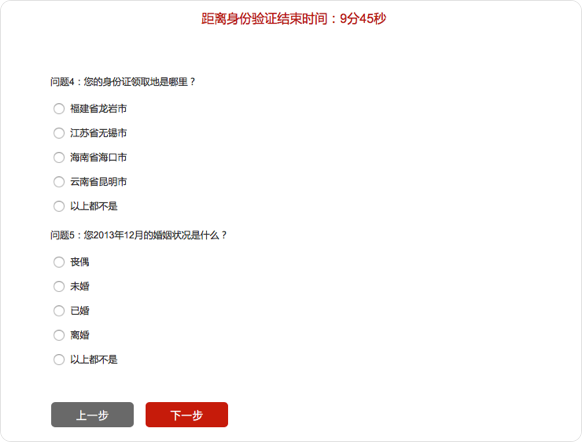 距离身份验证结束时间：9分45秒
问题4：您的身份证领取地是哪里？
福建省龙岩市
江苏省无锡市
海南省海口市
云南省昆明市
以上都不是
问题5：您2013年12月的婚姻状况是什么？
丧偶
未婚
已婚
离婚
以上都不是
上一步 下一步